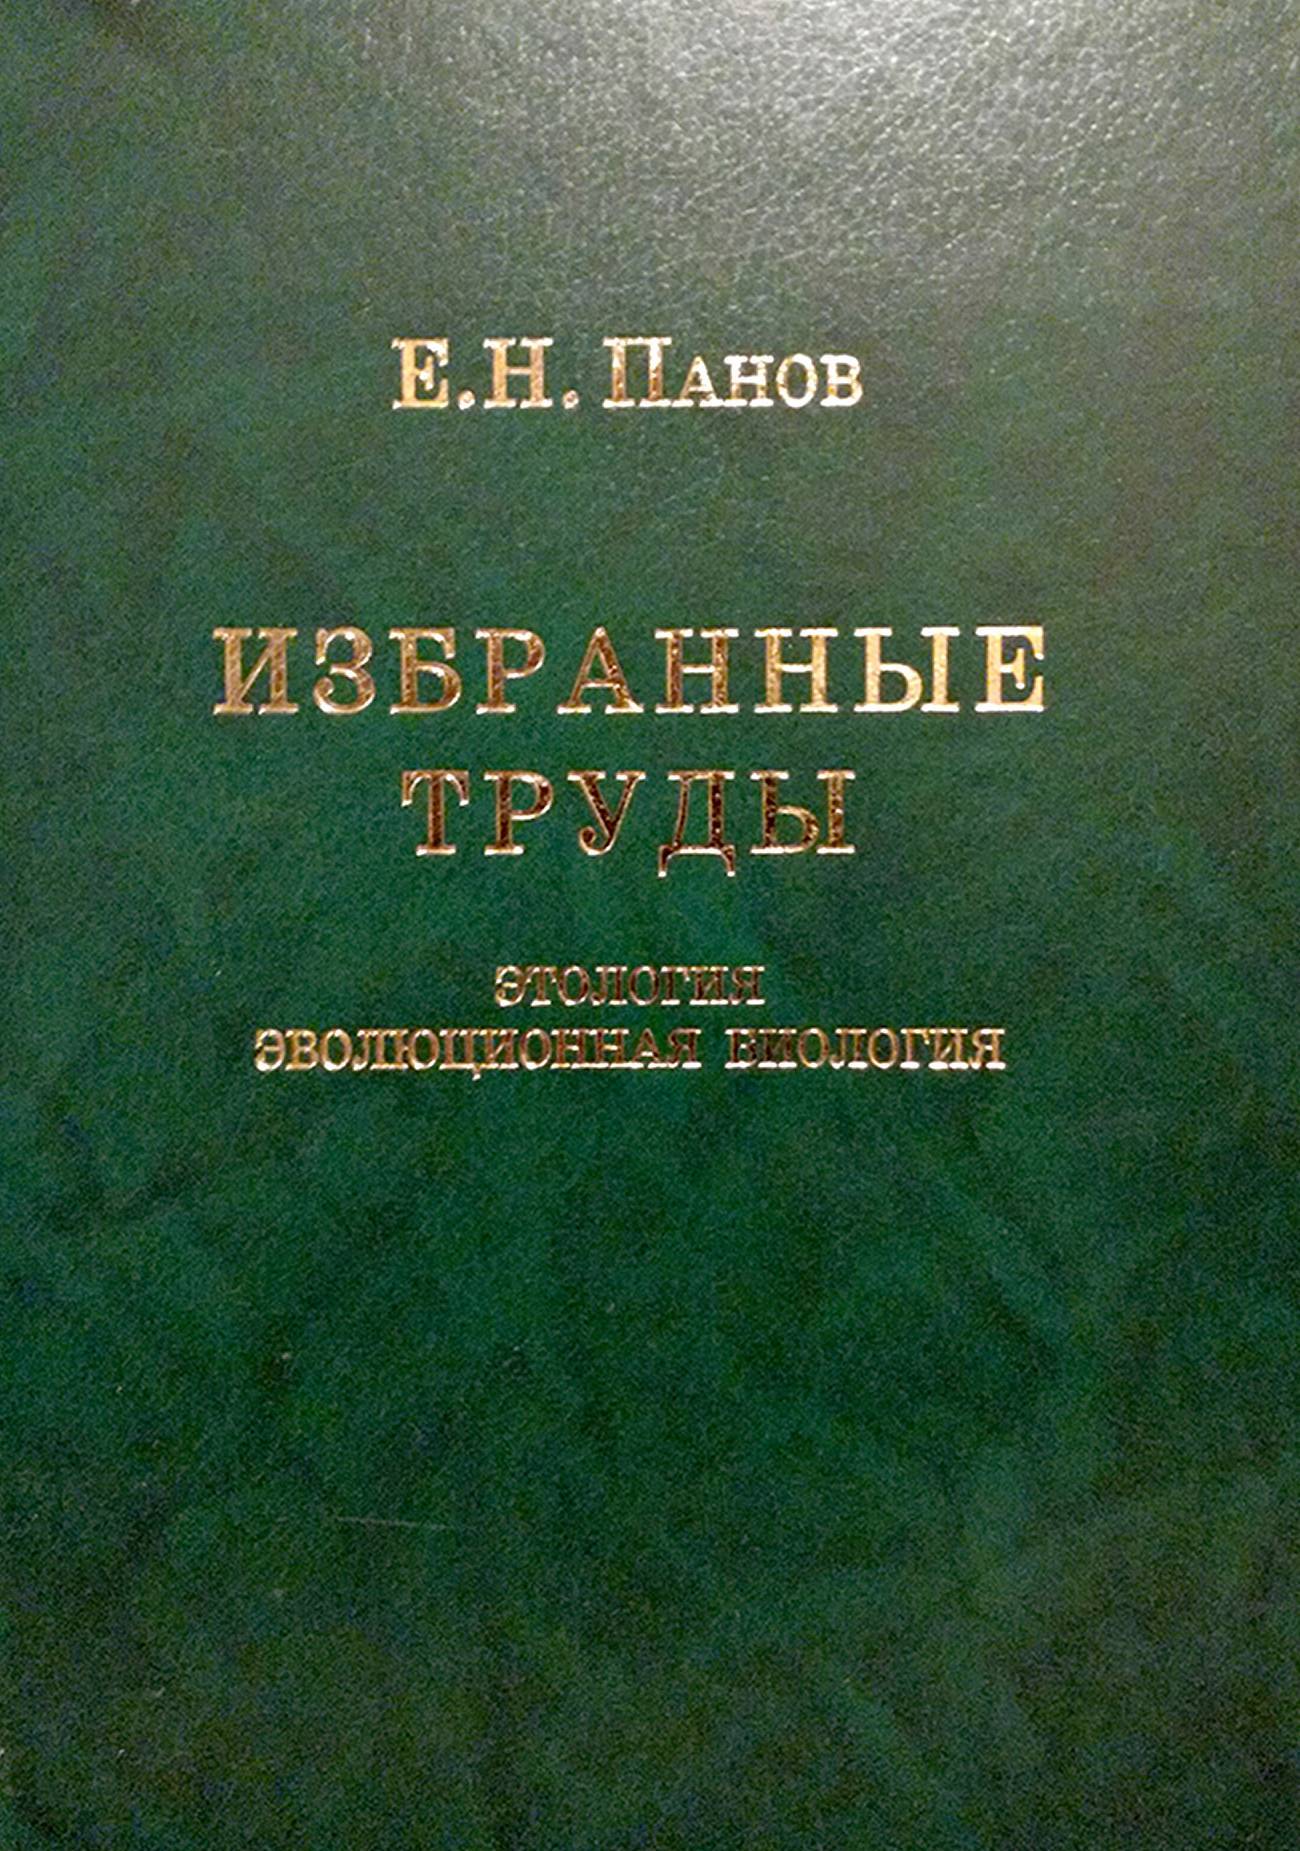 Е.Н. Панов
ИЗБРАННЫЕ
ТРУДЫ
ЭТОЛОГИЯ
ЭВОЛЮЦИОННАЯ БИОЛОГИЯ